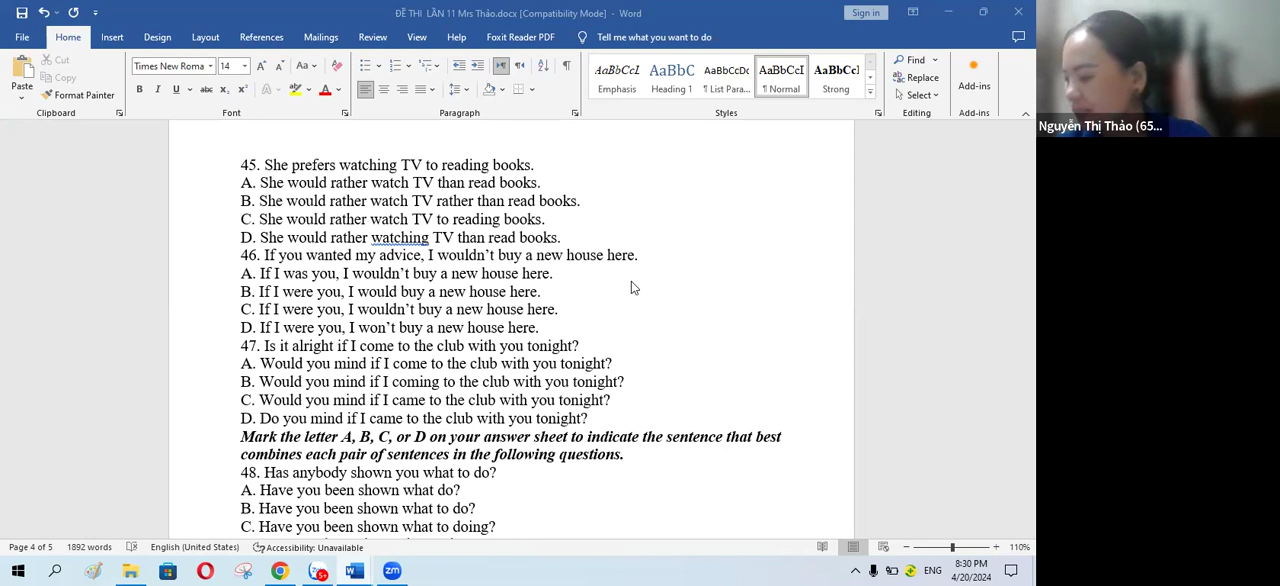 ĐỀ THI LẦN 11 Mrs Thảo.docx [Compatibility Mode] - Word
Sign in
File Home Insert Design Layout References Mailings Review View Help Foxit Reader PDF Tell me what you want to do
Paste
Cut
Copy
Format Painter
Clipboard
Times New Roma 14
Font
Paragraph
AaBbCcL AaBbC AaBbCcDc AaBbCcI AaBbCcl
Emphasis Heading 1 ¶ List Para... ¶ Normal Strong
Styles
Find
Replace
Select
Editing
Add-ins
Add-ins
Nguyễn Thị Thảo (65...
45. She prefers watching TV to reading books.
A. She would rather watch TV than read books.
B. She would rather watch TV rather than read books.
C. She would rather watch TV to reading books.
D. She would rather watching TV than read books.
46. If you wanted my advice, I wouldn’t buy a new house here.
A. If I was you, I wouldn’t buy a new house here.
B. If I were you, I would buy a new house here.
C. If I were you, I wouldn’t buy a new house here.
D. If I were you, I won’t buy a new house here.
47. Is it alright if I come to the club with you tonight?
A. Would you mind if I come to the club with you tonight?
B. Would you mind if I coming to the club with you tonight?
C. Would you mind if I came to the club with you tonight?
D. Do you mind if I came to the club with you tonight?
Mark the letter A, B, C, or D on your answer sheet to indicate the sentence that best
combines each pair of sentences in the following questions.
48. Has anybody shown you what to do?
A. Have you been shown what do?
B. Have you been shown what to do?
C. Have you been shown what to doing?
Page 4 of 5 1892 words English (United States) Accessibility: Unavailable 110%
ENG
8:30 PM
4/20/2024